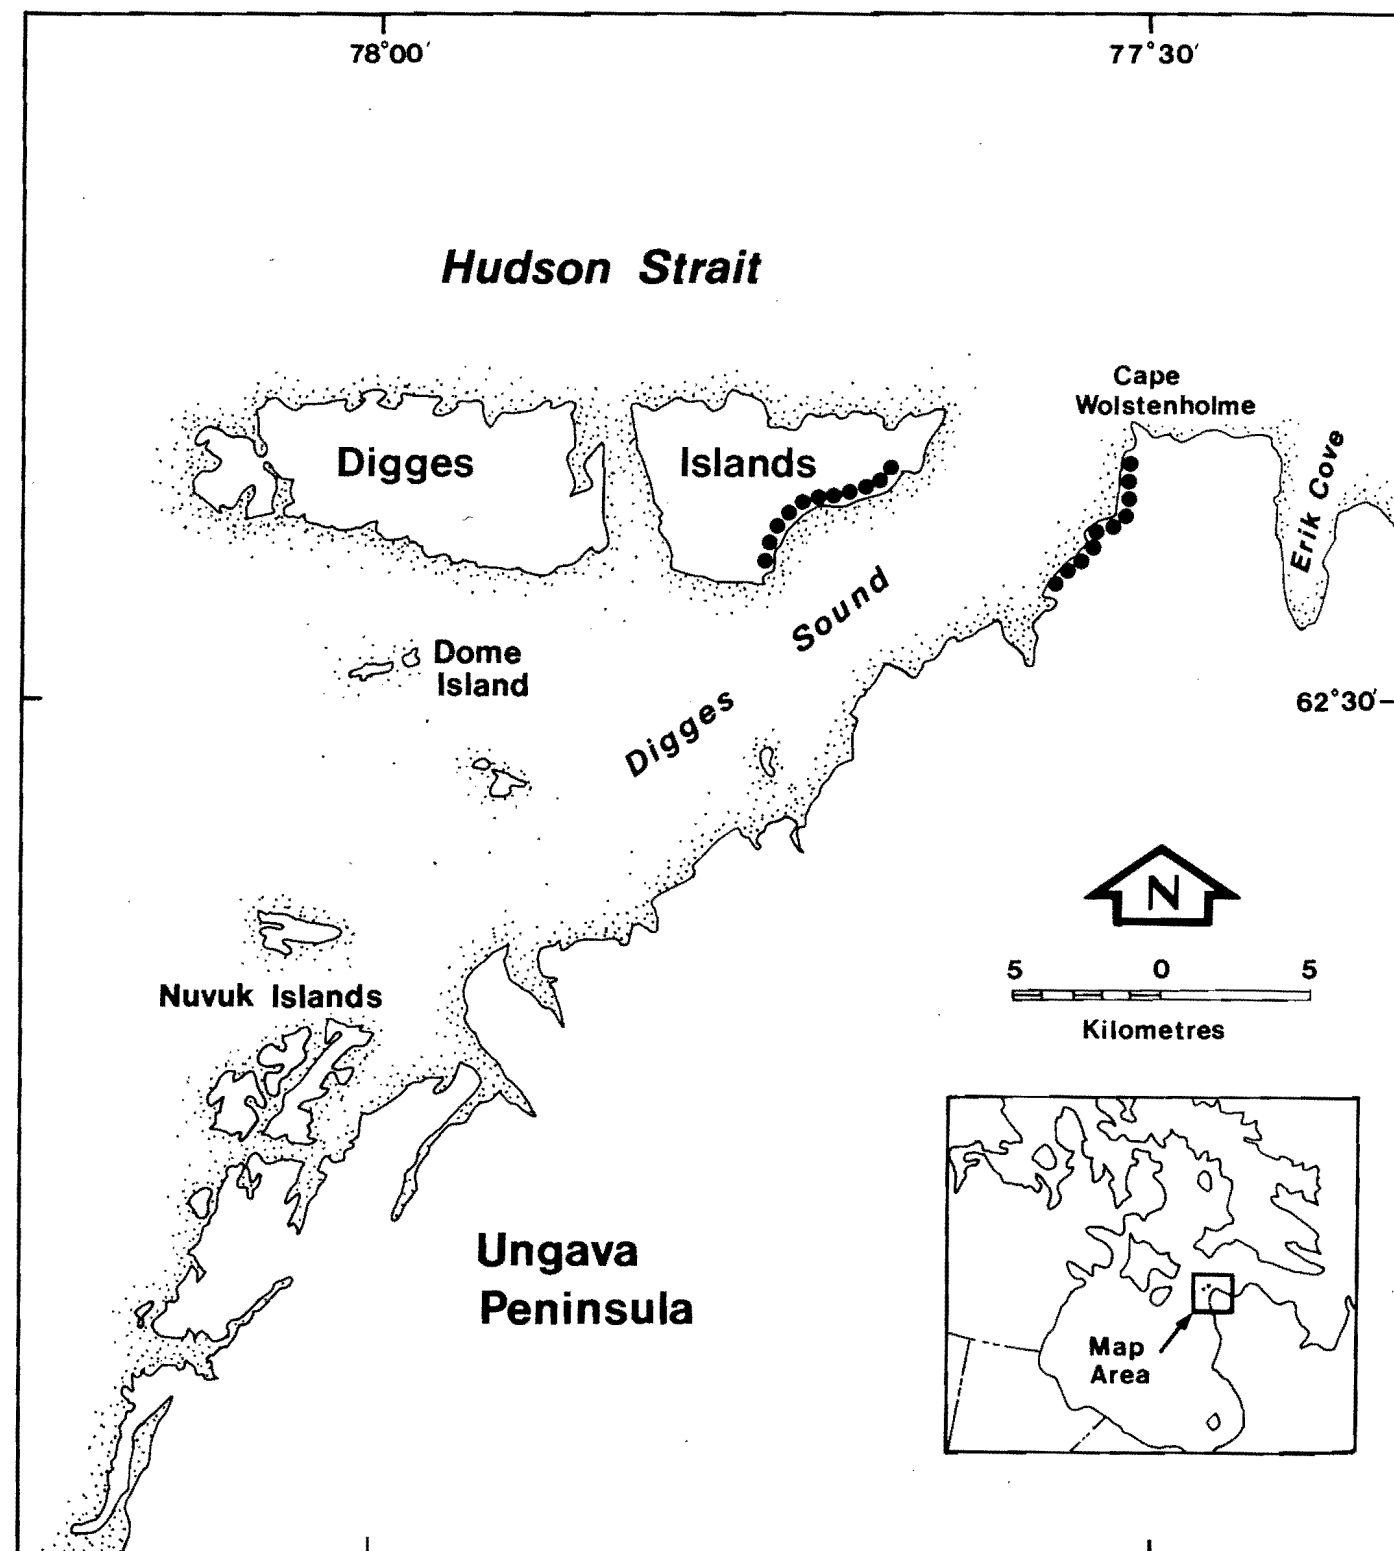 78°00′
77°30′
Hudson Strait
Cape
Wolstenholme
Digges
Islands
Erik Cove
Sound
Dome
Island
62°30′
Digges
N
5 0 5
Kilometres
Nuvuk Islands
Ungava
Peninsula
Map
Area